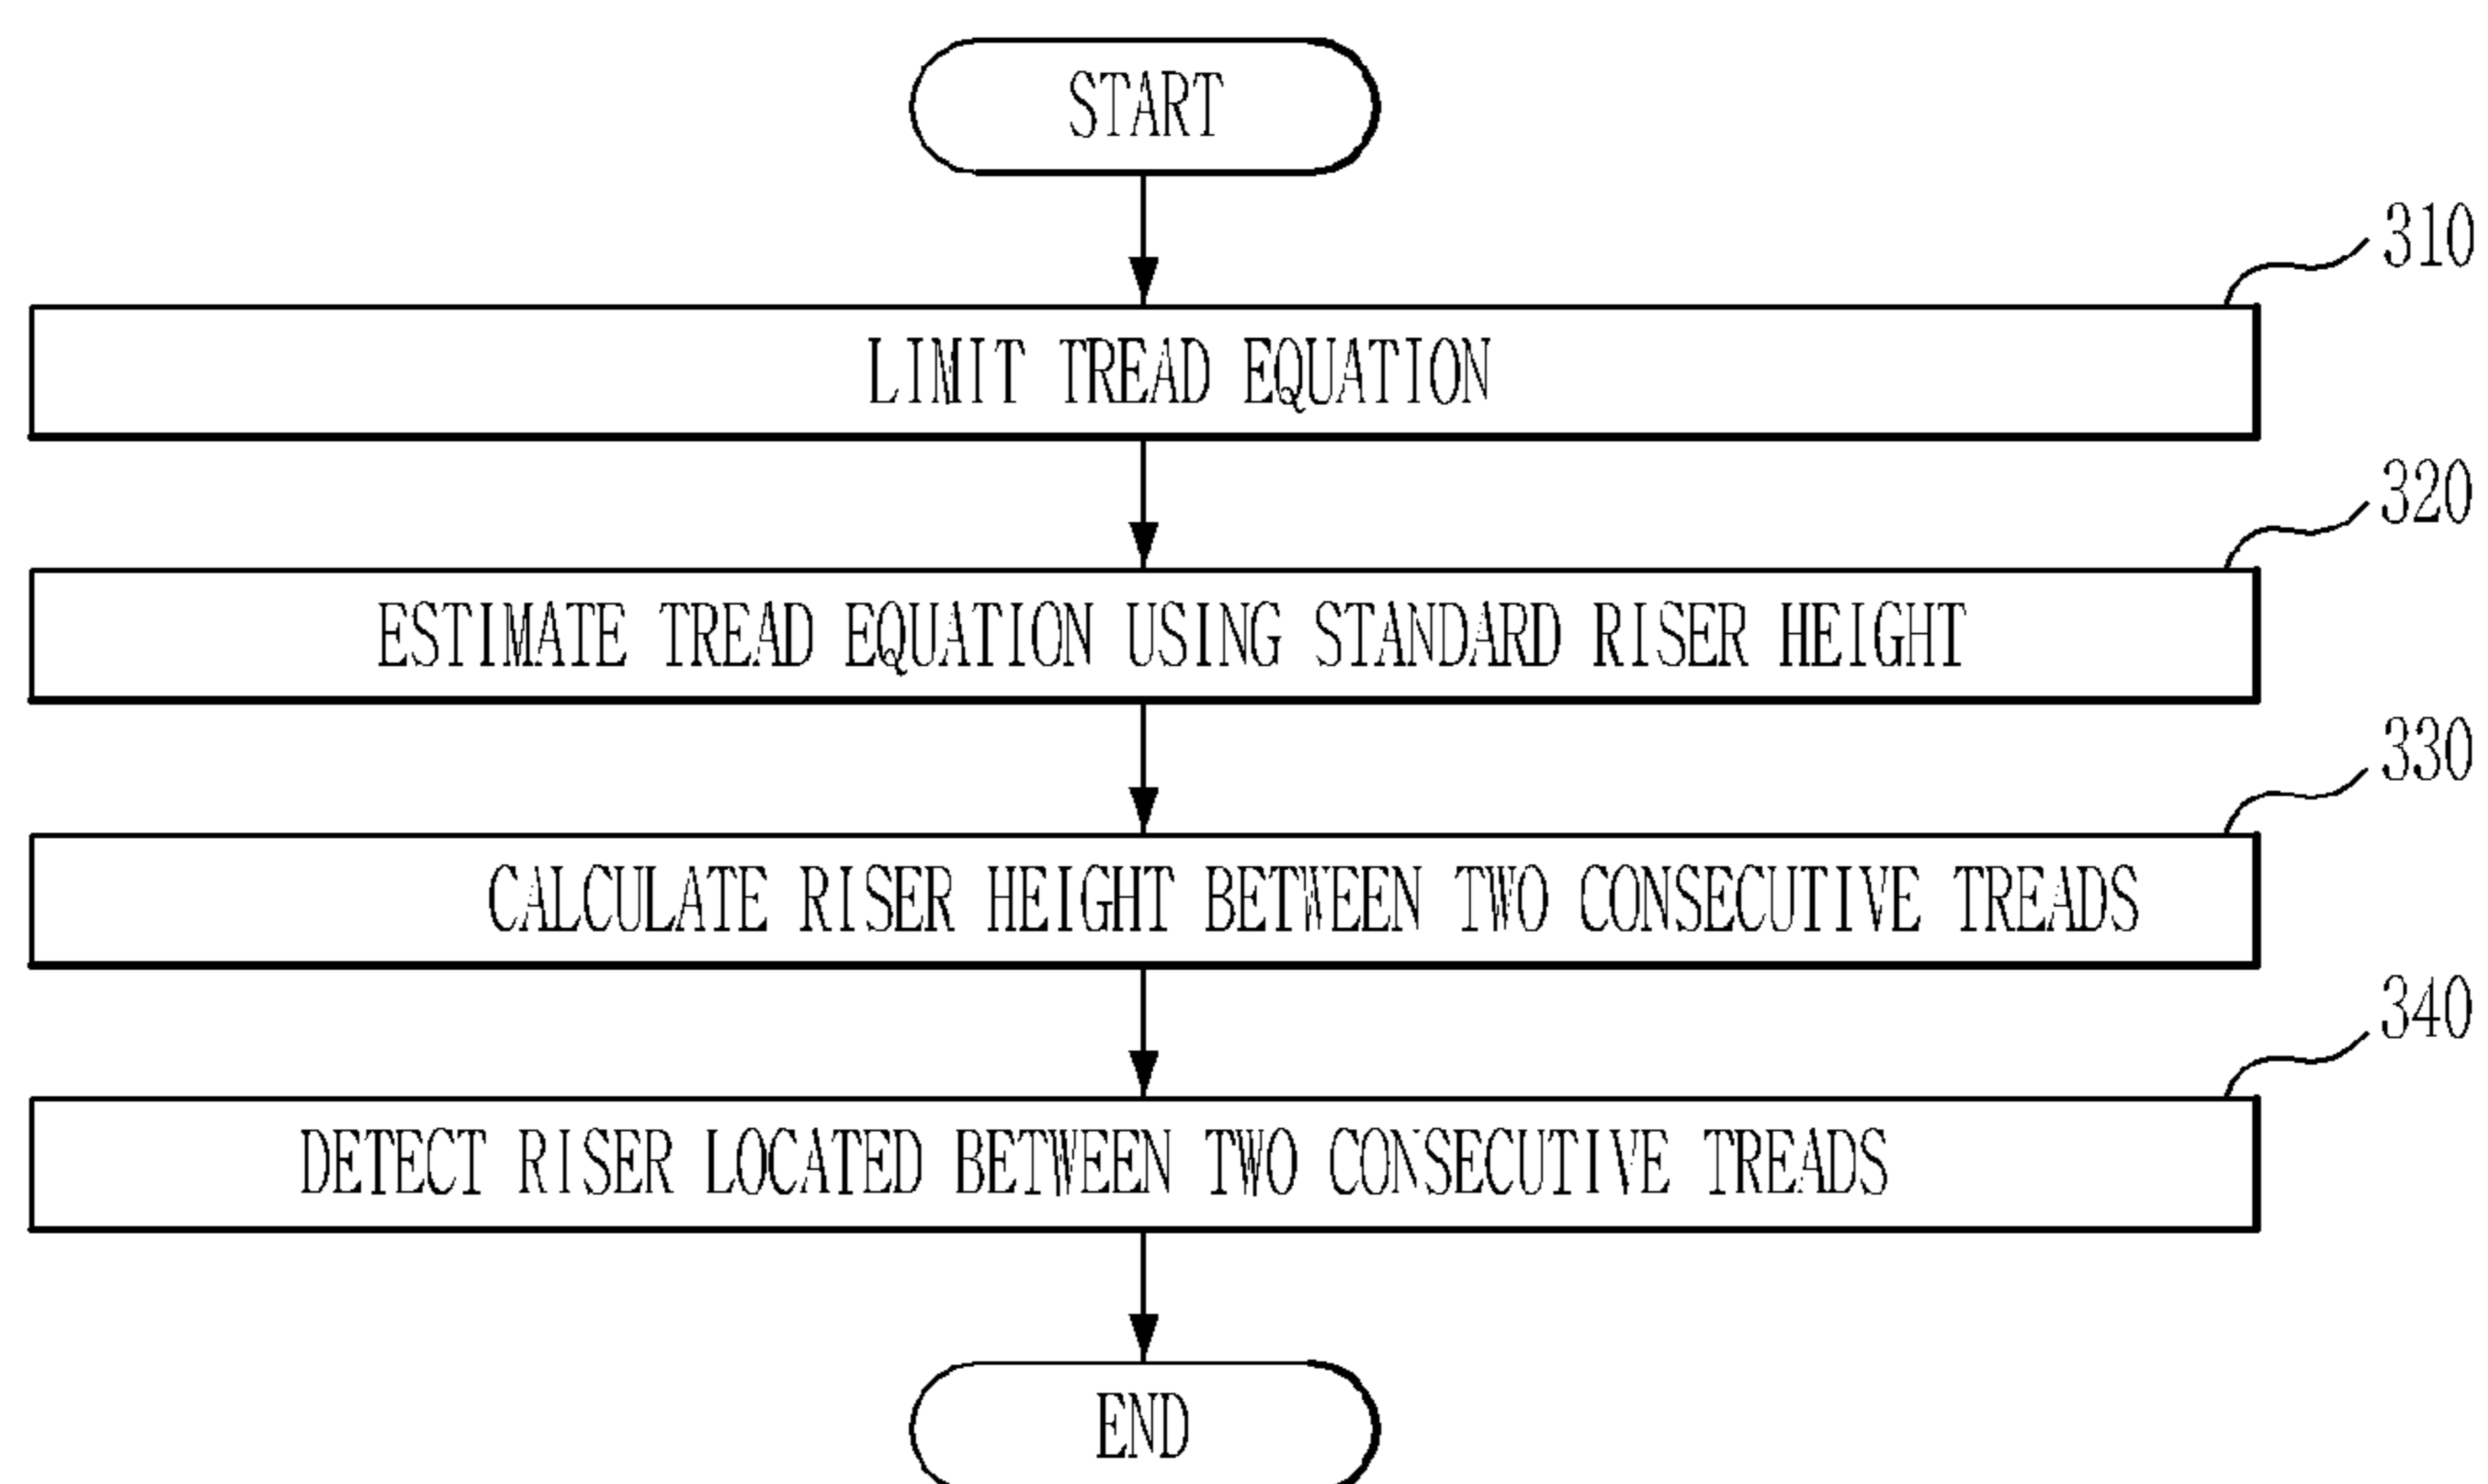 START
310
LIMIT TREAD EQUATION
320
ESTIMATE TREAD EQUATION USING STANDARD RISER HEIGHT
330
CALCULATE RISER HEIGHT BETWEEN TWO CONSECUTIVE TREADS
340
DETECT RISER LOCATED BETWEEN TWO CONSECUTIVE TREADS
END